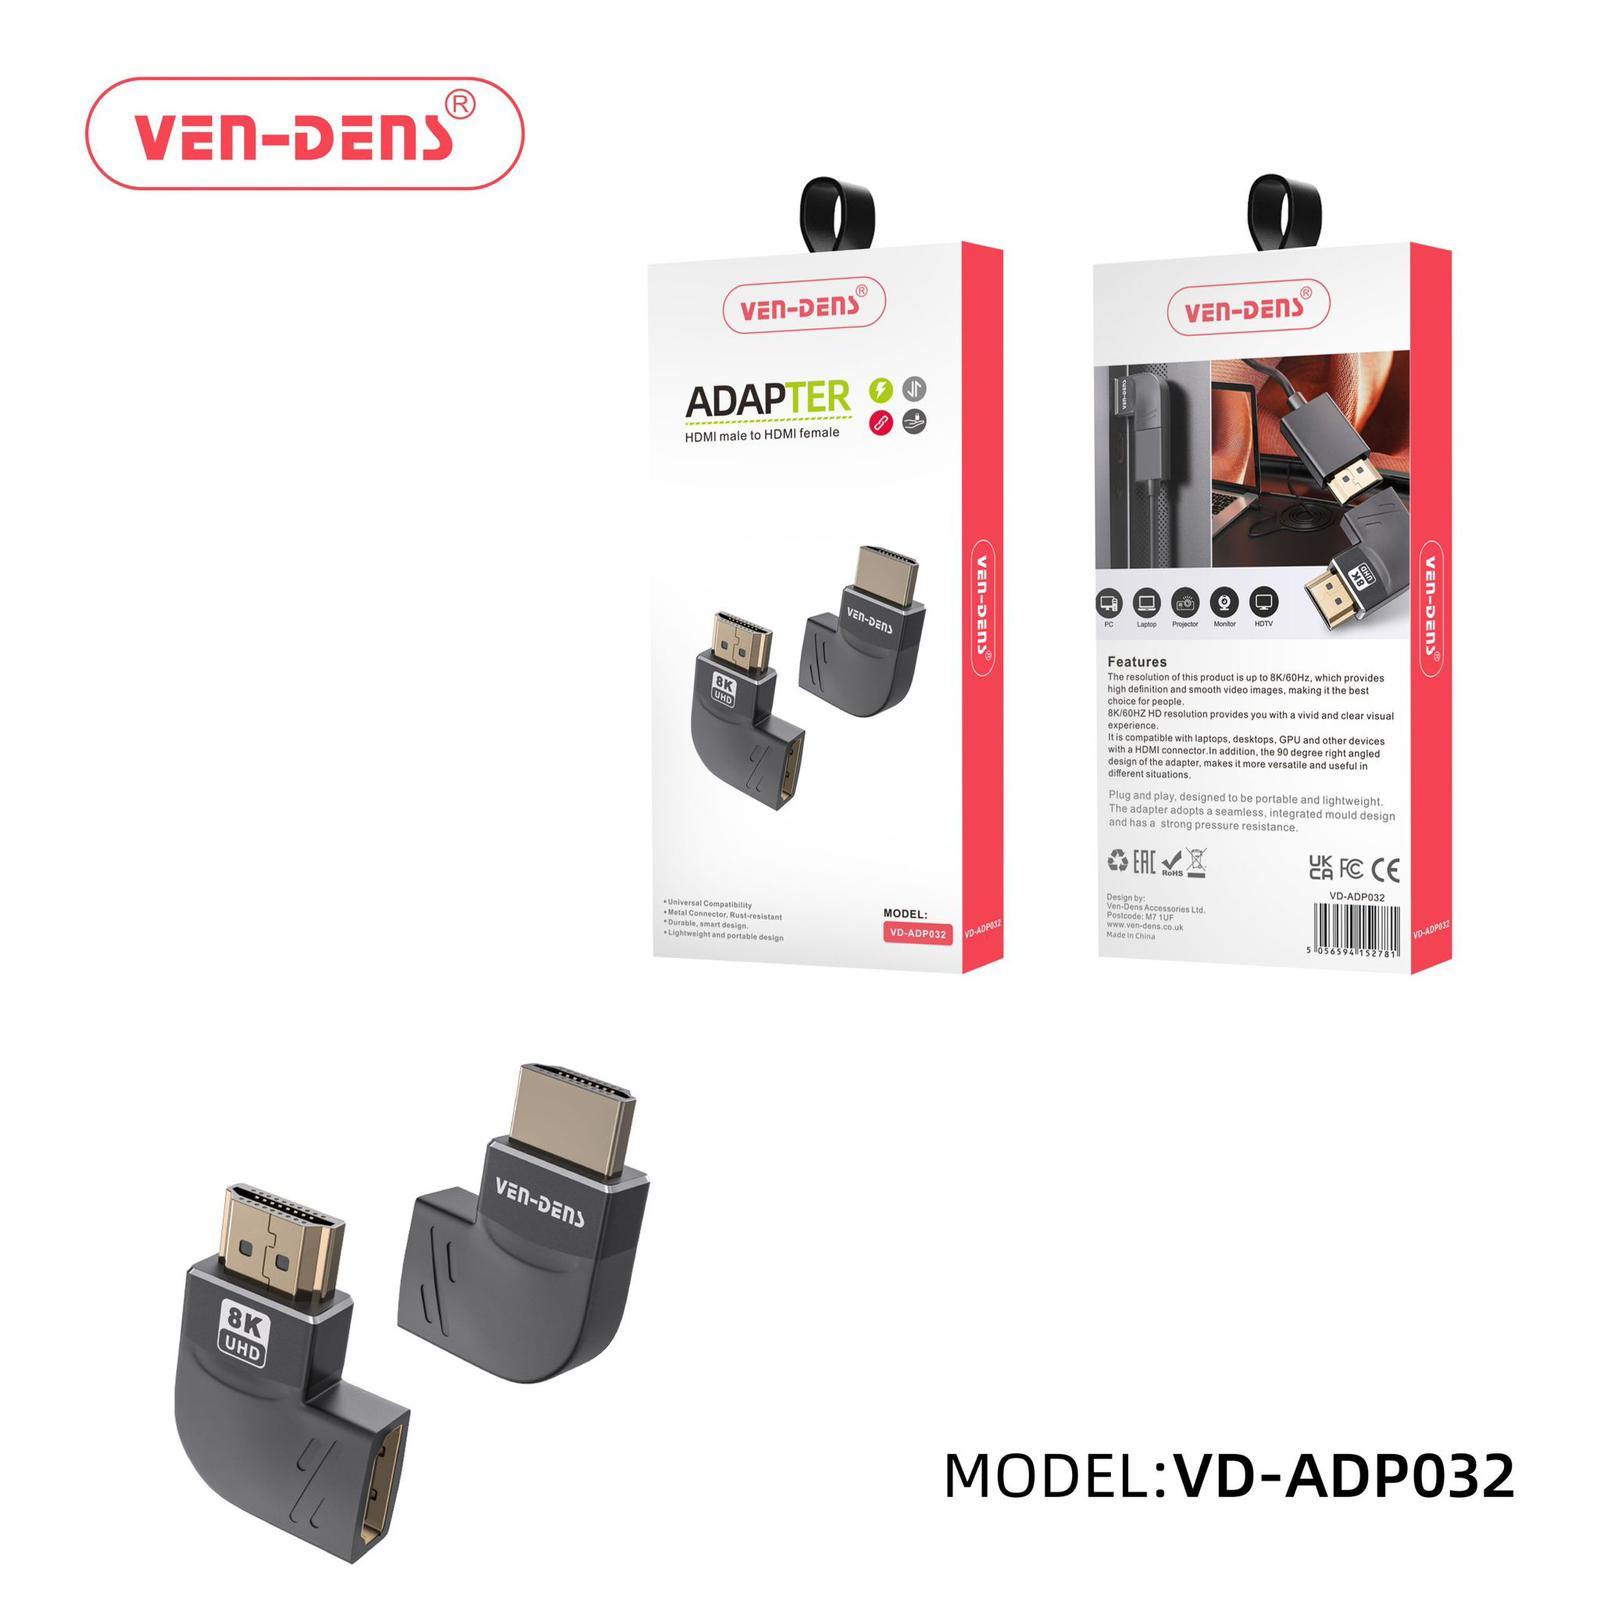 VEN-DENS®
VEN-DENS®
ADAPTER
HDMI male to HDMI female
VEN-DENS
8K
UHD
• Universal Compatibility
• Metal Connector, Rust-resistant
• Durable, smart design.
• Lightweight and portable design
MODEL:
VD-ADP032
VEN-DENS®
VD-ADP032
VEN-DENS®
VEN-DENS
8K
UHD
PC
Laptop
Projector
Monitor
HDTV
Features
The resolution of this product is up to 8K/60Hz, which provides
high definition and smooth video images, making it the best
choice for people.
8K/60HZ HD resolution provides you with a vivid and clear visual
experience.
It is compatible with laptops, desktops, GPU and other devices
with a HDMI connector.In addition, the 90 degree right angled
design of the adapter, makes it more versatile and useful in
different situations.
Plug and play, designed to be portable and lightweight.
The adapter adopts a seamless, integrated mould design
and has a strong pressure resistance.
EAC
RoHS
UK
CA
FC
CE
Design by:
Ven-Dens Accessories Ltd.
Postcode: M7 1UF
www.ven-dens.co.uk
Made In China
VD-ADP032
5 056594 152781
VEN-DENS®
VD-ADP032
VEN-DENS
8K
UHD
MODEL:VD-ADP032